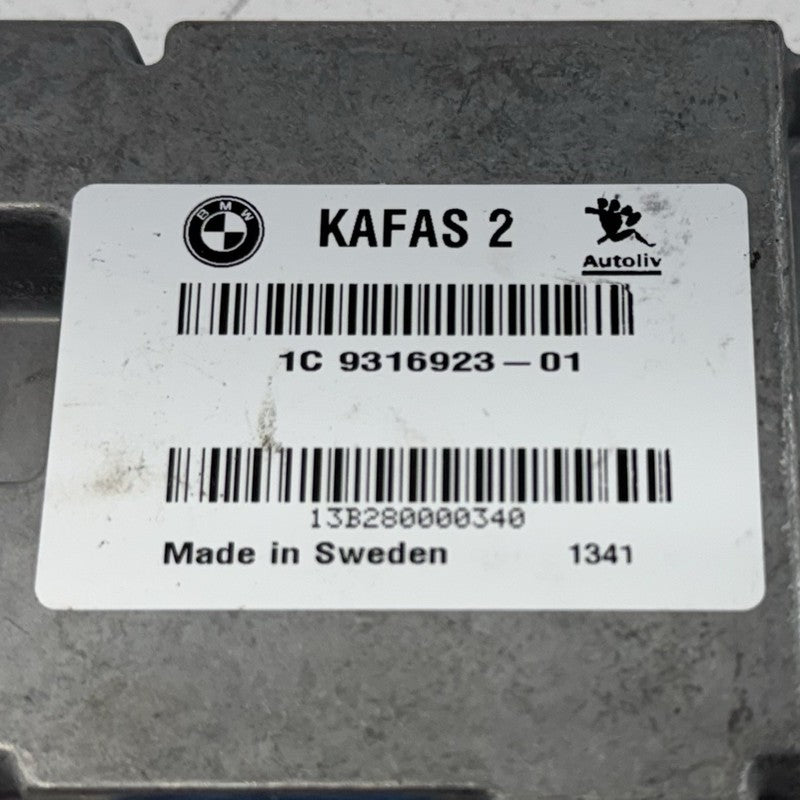 BMW KAFAS 2 Autoliv
1C 9316923-01
13B280000340
Made in Sweden 1341